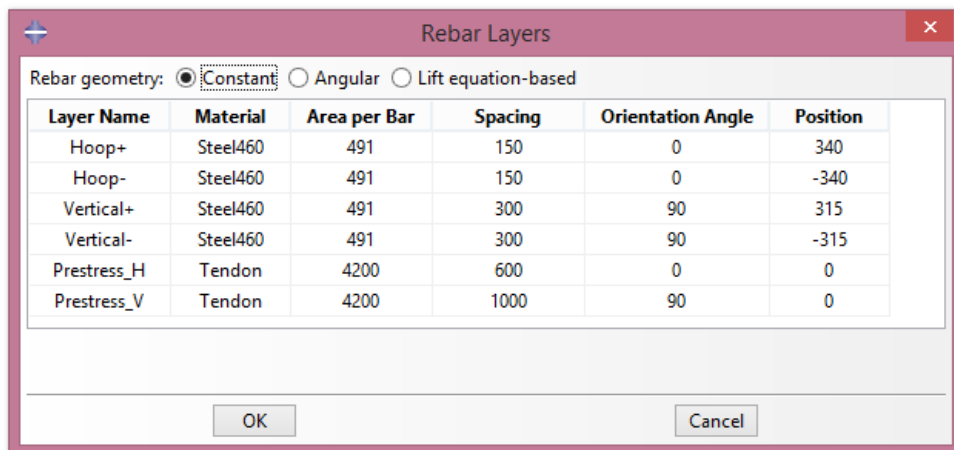 Rebar Layers
Rebar geometry: Constant Angular Lift equation-based
Layer Name Material Area per Bar Spacing Orientation Angle Position
Hoop+ Steel460 491 150 0 340
Hoop- Steel460 491 150 0 -340
Vertical+ Steel460 491 300 90 315
Vertical- Steel460 491 300 90 -315
Prestress_H Tendon 4200 600 0 0
Prestress_V Tendon 4200 1000 90 0
OK Cancel